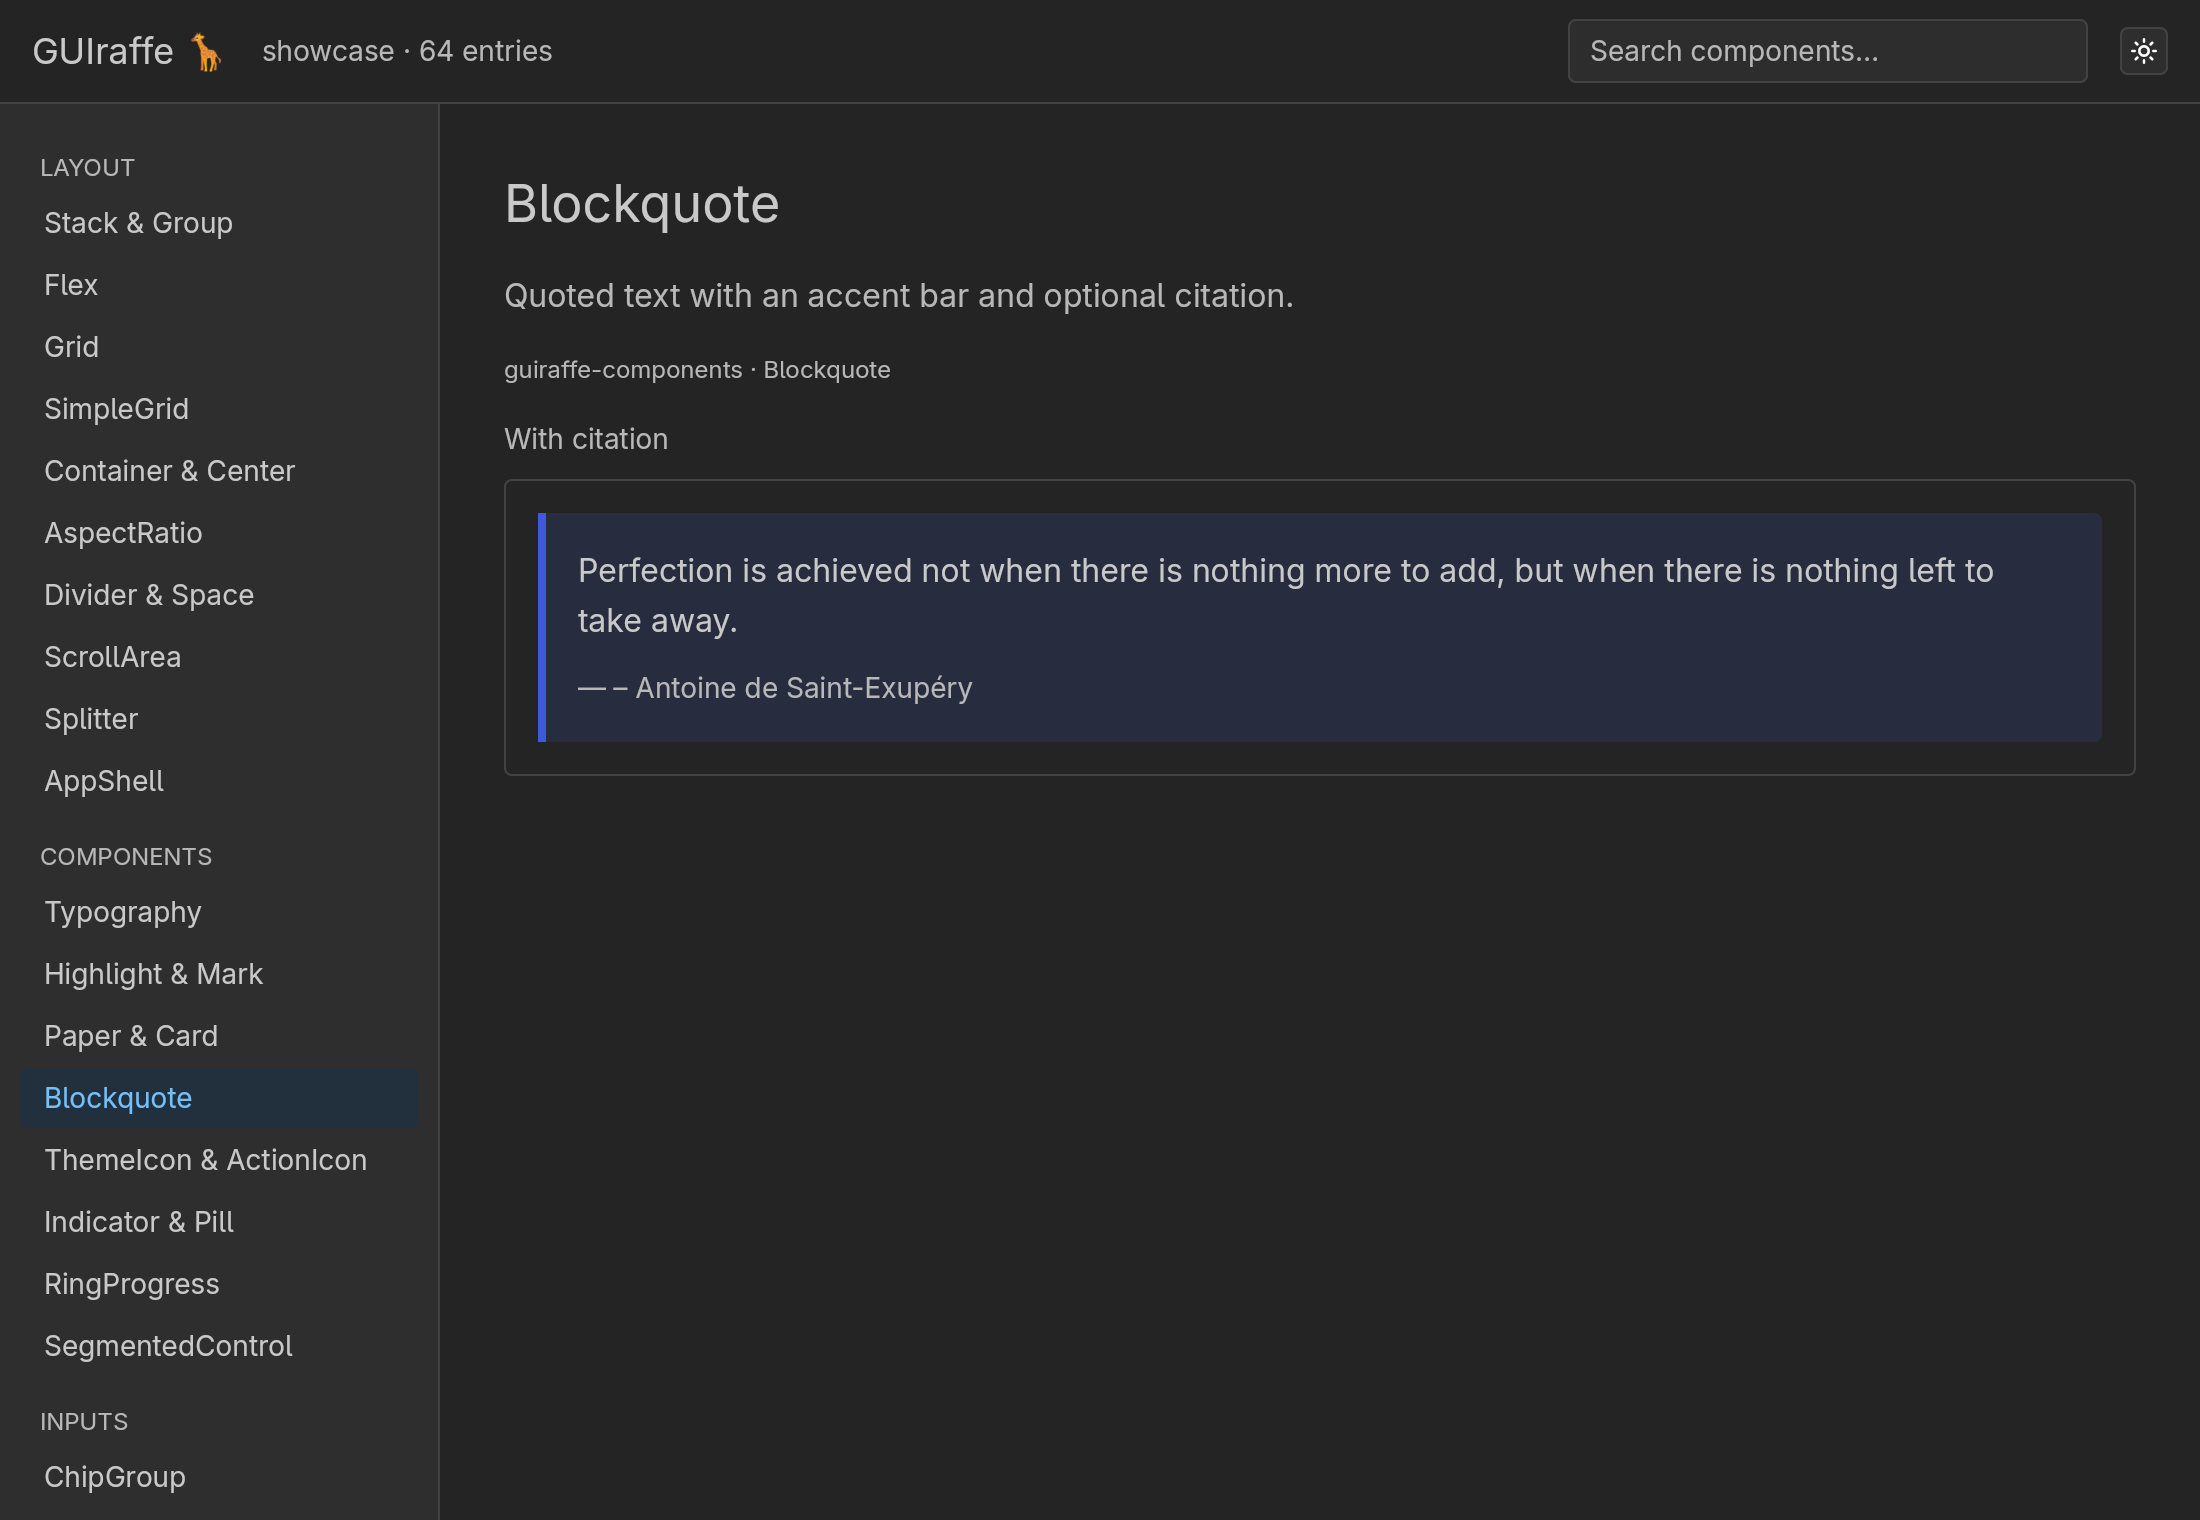 GUIraffe 🦒 showcase · 64 entries
Search components...
LAYOUT
Stack & Group
Flex
Grid
SimpleGrid
Container & Center
AspectRatio
Divider & Space
ScrollArea
Splitter
AppShell
COMPONENTS
Typography
Highlight & Mark
Paper & Card
Blockquote
ThemeIcon & ActionIcon
Indicator & Pill
RingProgress
SegmentedControl
INPUTS
ChipGroup
Blockquote
Quoted text with an accent bar and optional citation.
guiraffe-components · Blockquote
With citation
Perfection is achieved not when there is nothing more to add, but when there is nothing left to
take away.
— – Antoine de Saint-Exupéry